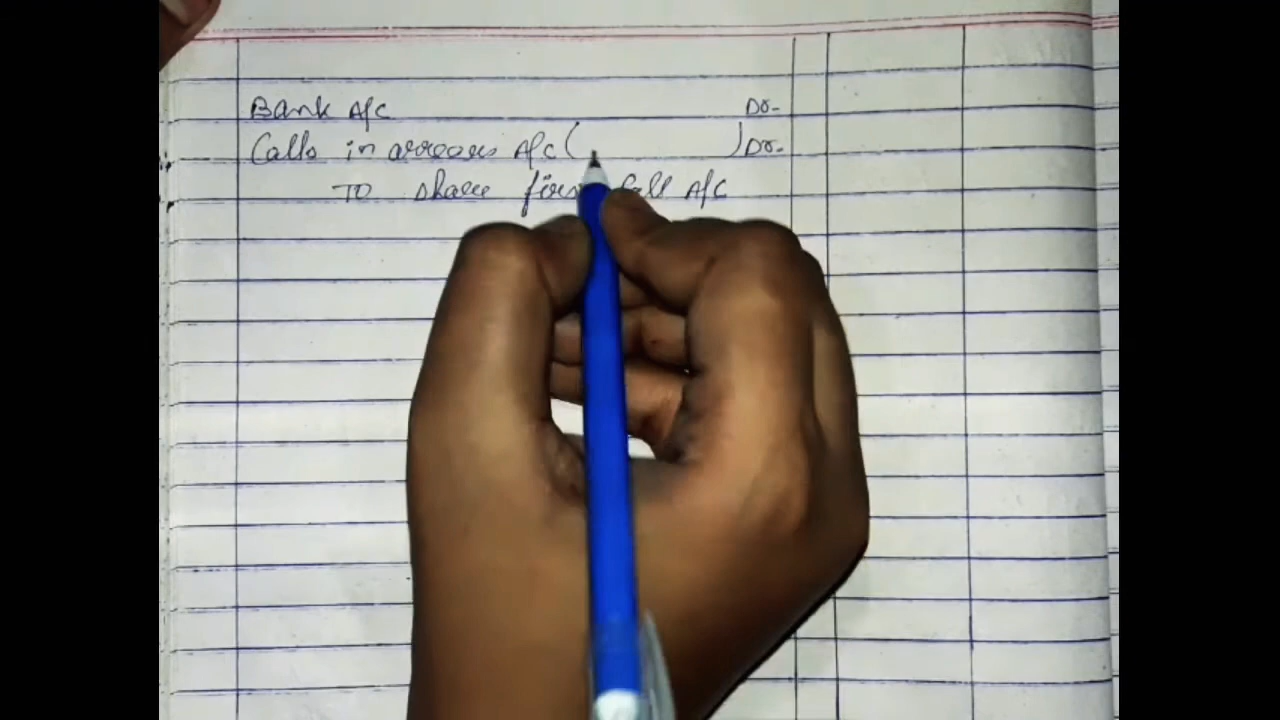 Bank A/c Dr.
Calls in arrears A/c ( ) Dr.
To share first Call A/c